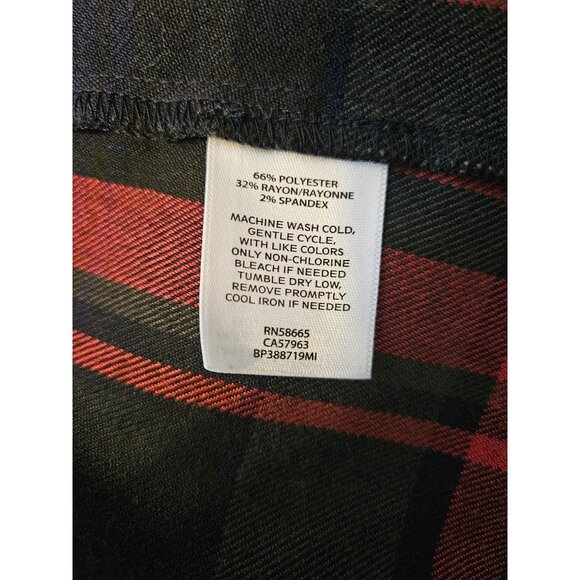 66% POLYESTER
32% RAYON/RAYONNE
2% SPANDEX
MACHINE WASH COLD,
GENTLE CYCLE,
WITH LIKE COLORS
ONLY NON-CHLORINE
BLEACH IF NEEDED
TUMBLE DRY LOW,
REMOVE PROMPTLY
COOL IRON IF NEEDED
RN58665
CA57963
BP388719MI